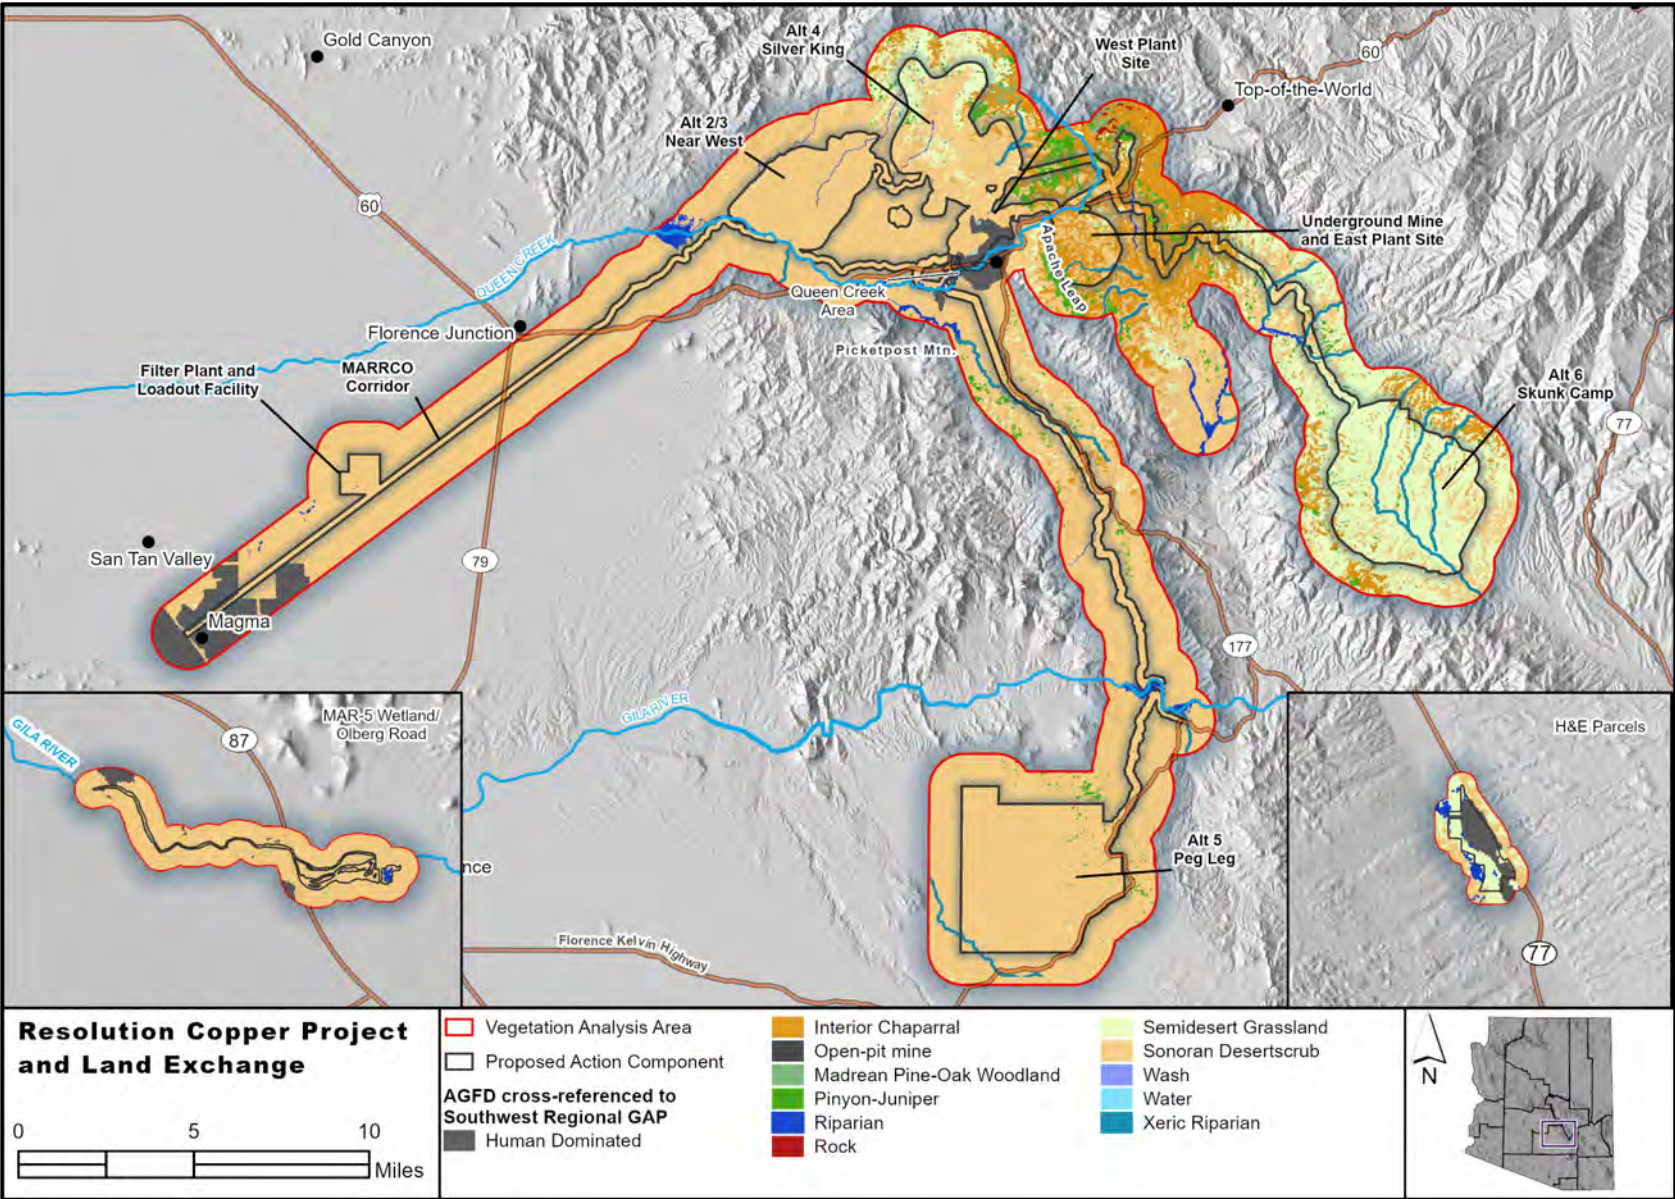 Gold Canyon
Alt 4
Silver King
West Plant
Site
60
Top-of-the-World
Alt 2/3
Near West
60
Underground Mine
and East Plant Site
Apache Leap
QUEEN CREEK
Queen Creek
Area
Florence Junction
Picketpost Mtn.
Filter Plant and
Loadout Facility
MARRCO
Corridor
Alt 6
Skunk Camp
77
San Tan Valley
79
Magma
177
GILA RIVER
MAR-5 Wetland/
Olberg Road
87
GILA RIVER
nce
H&E Parcels
77
Alt 5
Peg Leg
Florence Kelvin Highway
Resolution Copper Project
and Land Exchange
0 5 10
Miles
Vegetation Analysis Area
Proposed Action Component
AGFD cross-referenced to
Southwest Regional GAP
Human Dominated
Interior Chaparral
Open-pit mine
Madrean Pine-Oak Woodland
Pinyon-Juniper
Riparian
Rock
Semidesert Grassland
Sonoran Desertscrub
Wash
Water
Xeric Riparian
N